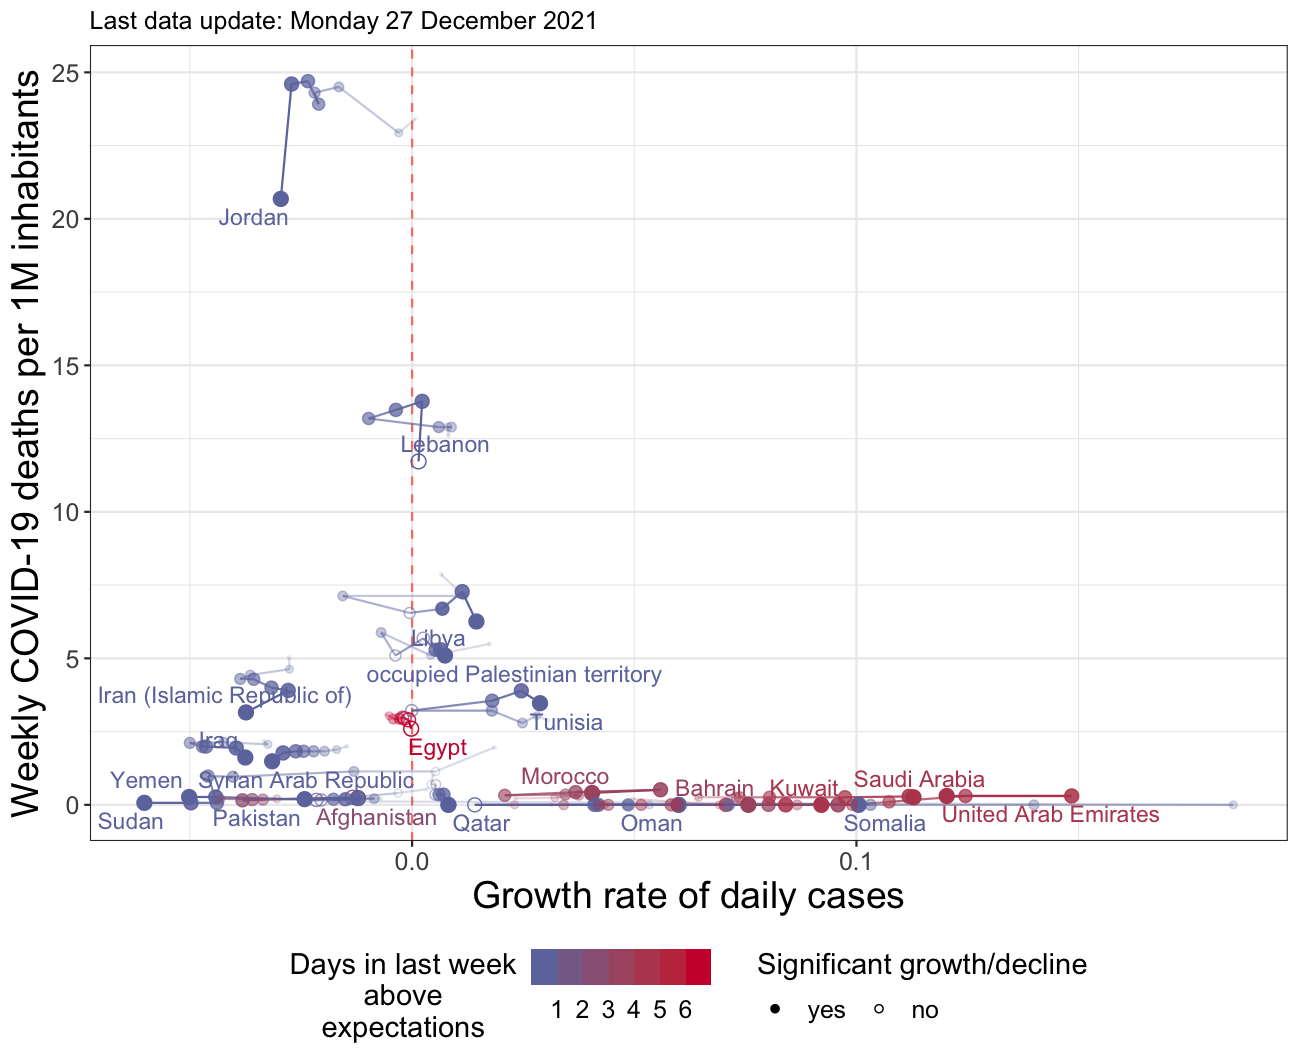 Last data update: Monday 27 December 2021
Weekly COVID-19 deaths per 1M inhabitants
25
20
15
10
5
0
Jordan
Lebanon
Libya
occupied Palestinian territory
Iran (Islamic Republic of)
Tunisia
Iraq
Egypt
Yemen
Syrian Arab Republic
Morocco
Bahrain
Kuwait
Saudi Arabia
Sudan
Pakistan
Afghanistan
Qatar
Oman
Somalia
United Arab Emirates
0.0
0.1
Growth rate of daily cases
Days in last week
above
expectations
1 2 3 4 5 6
Significant growth/decline
yes
no